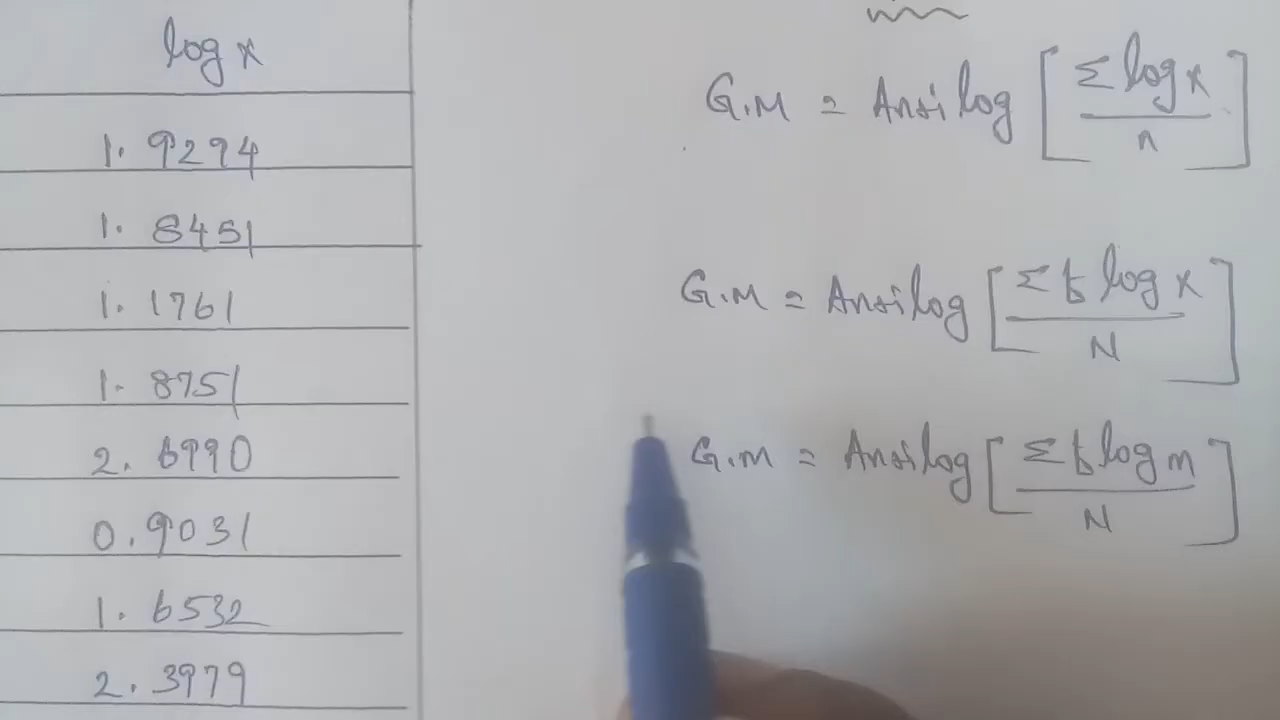 log x
1.9294
1.8451
1.1761
1.8751
2.6990
0.9031
1.6532
2.3979
G.M = Antilog [ Σ log x / n ]
G.M = Antilog [ Σ f log x / N ]
G.M = Antilog [ Σ f log m / N ]